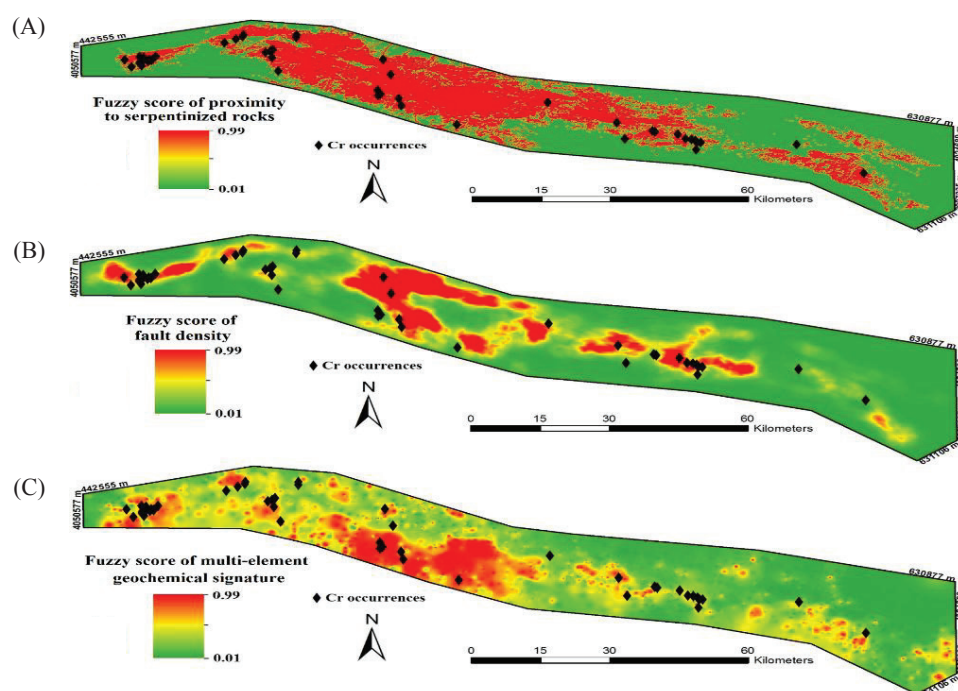 (A)
442555 m
4050577 m
Fuzzy score of proximity
to serpentinized rocks
0.99
0.01
Cr occurrences
N
0 15 30 60
Kilometers
630877 m
631106 m
(B)
442555 m
4050577 m
Fuzzy score of
fault density
0.99
0.01
Cr occurrences
N
0 15 30 60
Kilometers
630877 m
631106 m
(C)
442555 m
4050577 m
Fuzzy score of multi-element
geochemical signature
0.99
0.01
Cr occurrences
N
0 15 30 60
Kilometers
630877 m
631106 m